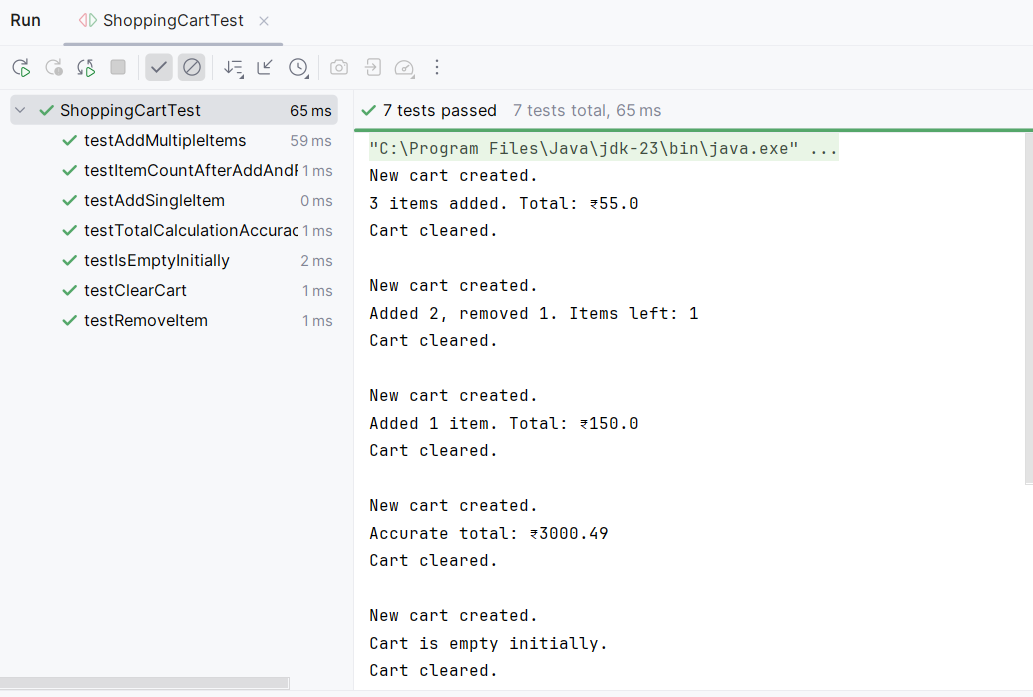 Run ShoppingCartTest
ShoppingCartTest 65 ms
testAddMultipleItems 59 ms
testItemCountAfterAddAnd 1 ms
testAddSingleItem 0 ms
testTotalCalculationAccurac 1 ms
testIsEmptyInitially 2 ms
testClearCart 1 ms
testRemoveItem 1 ms
7 tests passed 7 tests total, 65 ms
"C:\Program Files\Java\jdk-23\bin\java.exe" ...
New cart created.
3 items added. Total: ₹55.0
Cart cleared.
New cart created.
Added 2, removed 1. Items left: 1
Cart cleared.
New cart created.
Added 1 item. Total: ₹150.0
Cart cleared.
New cart created.
Accurate total: ₹3000.49
Cart cleared.
New cart created.
Cart is empty initially.
Cart cleared.